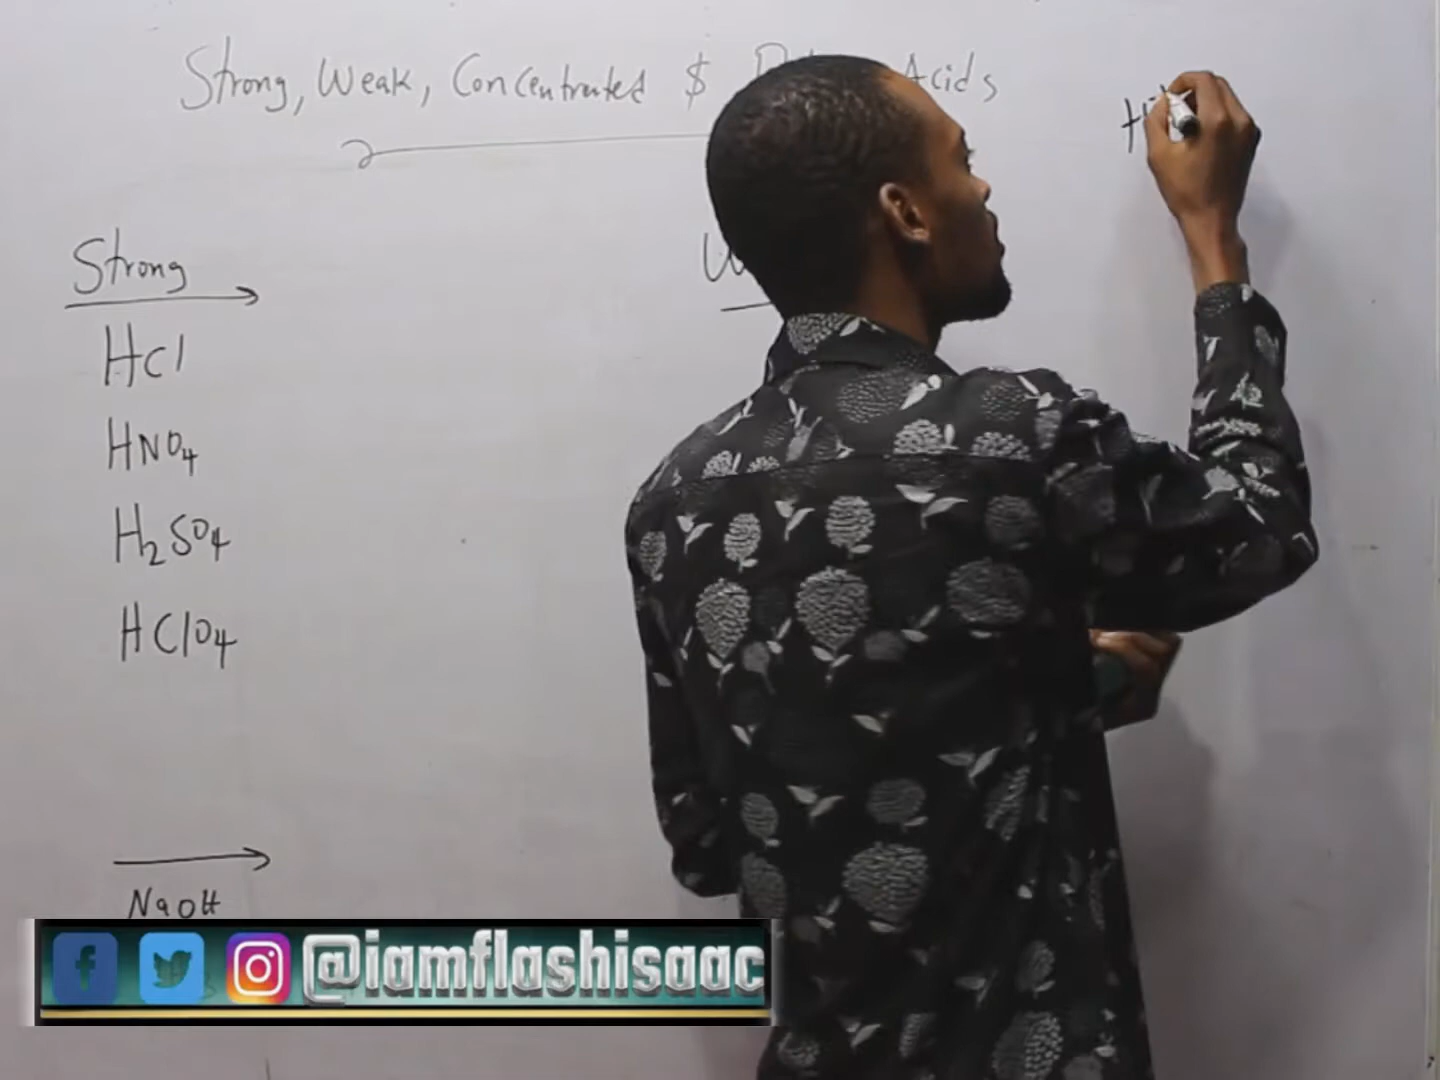 Strong, Weak, Concentrated $ Acids
Strong
HCl
HNO4
H2SO4
HClO4
NaOH
@iamflashisaac